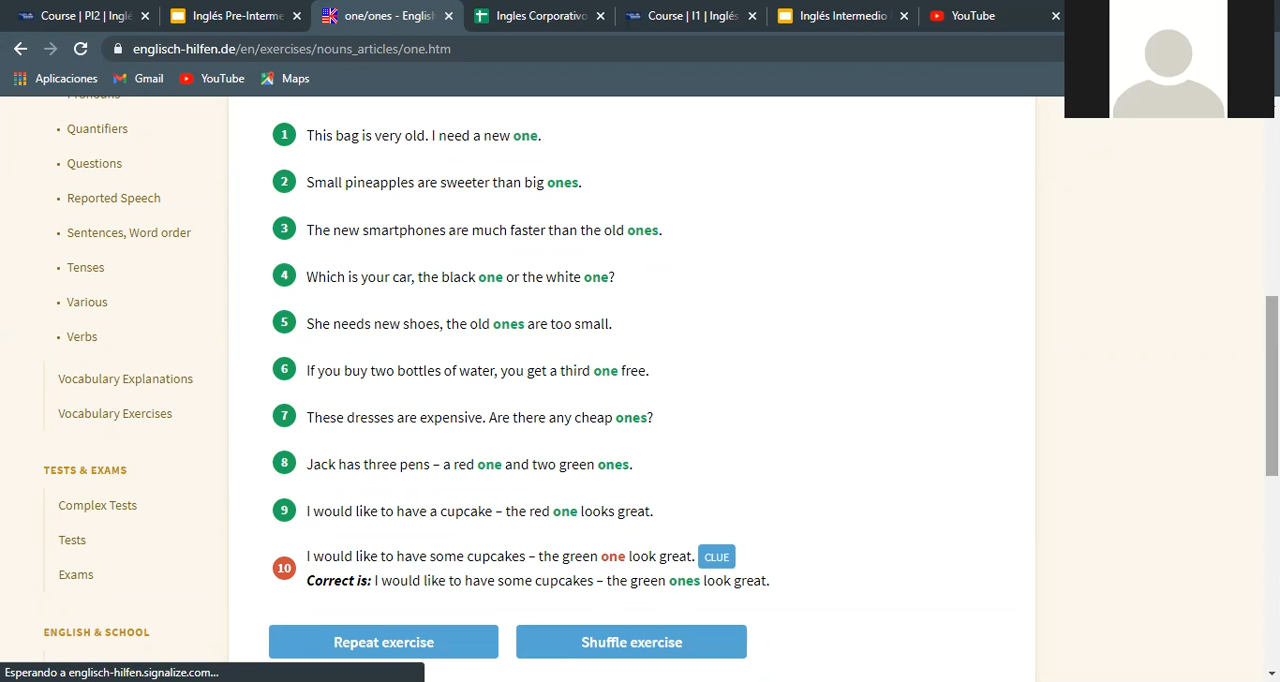 Course | PI2 | Inglé
Inglés Pre-Interme
one/ones - English
Ingles Corporativo
Course | I1 | Inglés
Inglés Intermedio
YouTube
englisch-hilfen.de/en/exercises/nouns_articles/one.htm
Aplicaciones
Gmail
YouTube
Maps
Pronouns
Quantifiers
Questions
Reported Speech
Sentences, Word order
Tenses
Various
Verbs
Vocabulary Explanations
Vocabulary Exercises
TESTS & EXAMS
Complex Tests
Tests
Exams
ENGLISH & SCHOOL
1 This bag is very old. I need a new one.
2 Small pineapples are sweeter than big ones.
3 The new smartphones are much faster than the old ones.
4 Which is your car, the black one or the white one?
5 She needs new shoes, the old ones are too small.
6 If you buy two bottles of water, you get a third one free.
7 These dresses are expensive. Are there any cheap ones?
8 Jack has three pens – a red one and two green ones.
9 I would like to have a cupcake – the red one looks great.
10 I would like to have some cupcakes – the green one look great. CLUE
Correct is: I would like to have some cupcakes – the green ones look great.
Repeat exercise
Shuffle exercise
Esperando a englisch-hilfen.signalize.com...